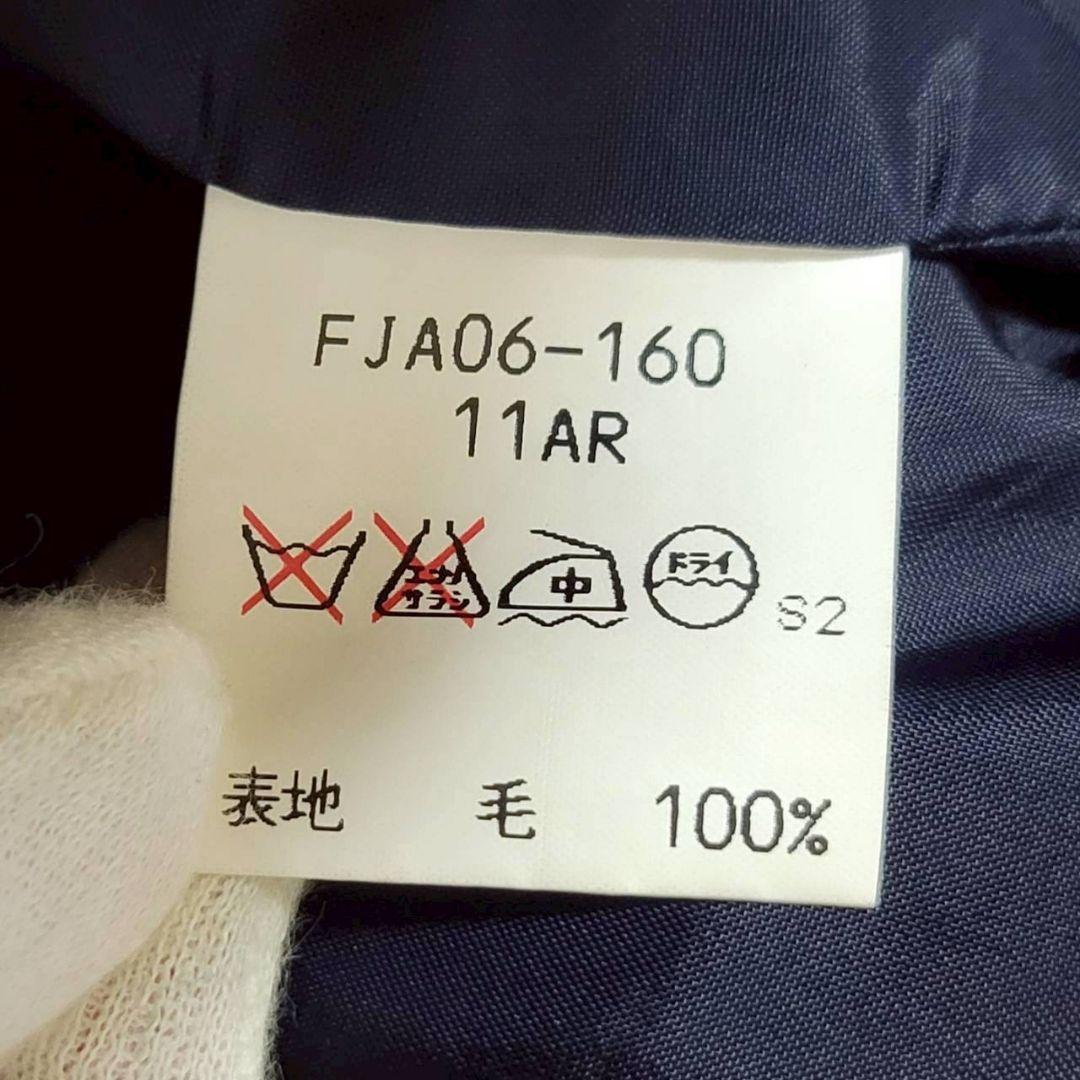 FJA06-160
11AR
エンソ
サラシ
中
ドライ
S2
表地 毛 100%